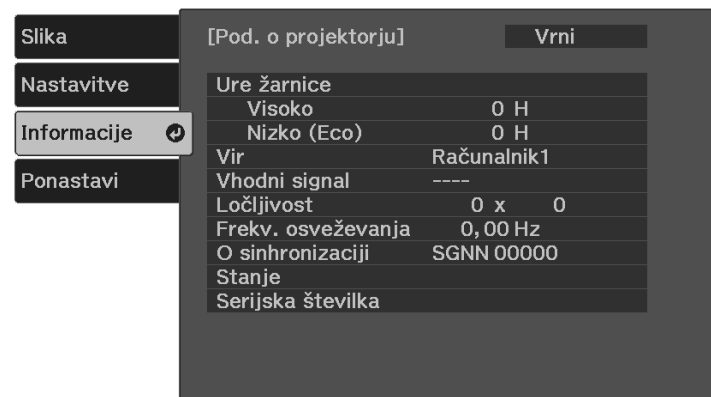 Slika
Nastavitve
Informacije
Ponastavi
[Pod. o projektorju] Vrni
Ure žarnice
Visoko 0 H
Nizko (Eco) 0 H
Vir Računalnik1
Vhodni signal ----
Ločljivost 0 x 0
Frekv. osveževanja 0,00 Hz
O sinhronizaciji SGNN 00000
Stanje
Serijska številka